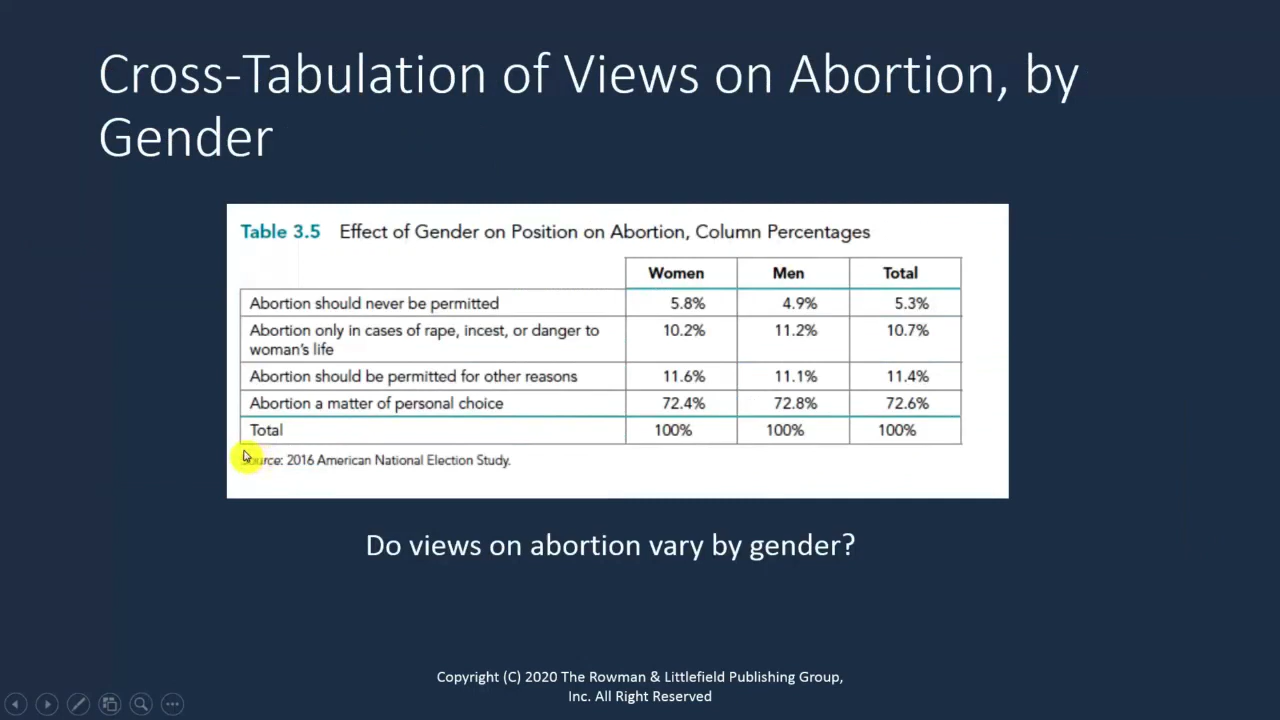 Cross-Tabulation of Views on Abortion, by
Gender
Table 3.5 Effect of Gender on Position on Abortion, Column Percentages
Women Men Total
Abortion should never be permitted 5.8% 4.9% 5.3%
Abortion only in cases of rape, incest, or danger to 10.2% 11.2% 10.7%
woman's life
Abortion should be permitted for other reasons 11.6% 11.1% 11.4%
Abortion a matter of personal choice 72.4% 72.8% 72.6%
Total 100% 100% 100%
Source: 2016 American National Election Study.
Do views on abortion vary by gender?
Copyright (C) 2020 The Rowman & Littlefield Publishing Group,
Inc. All Right Reserved